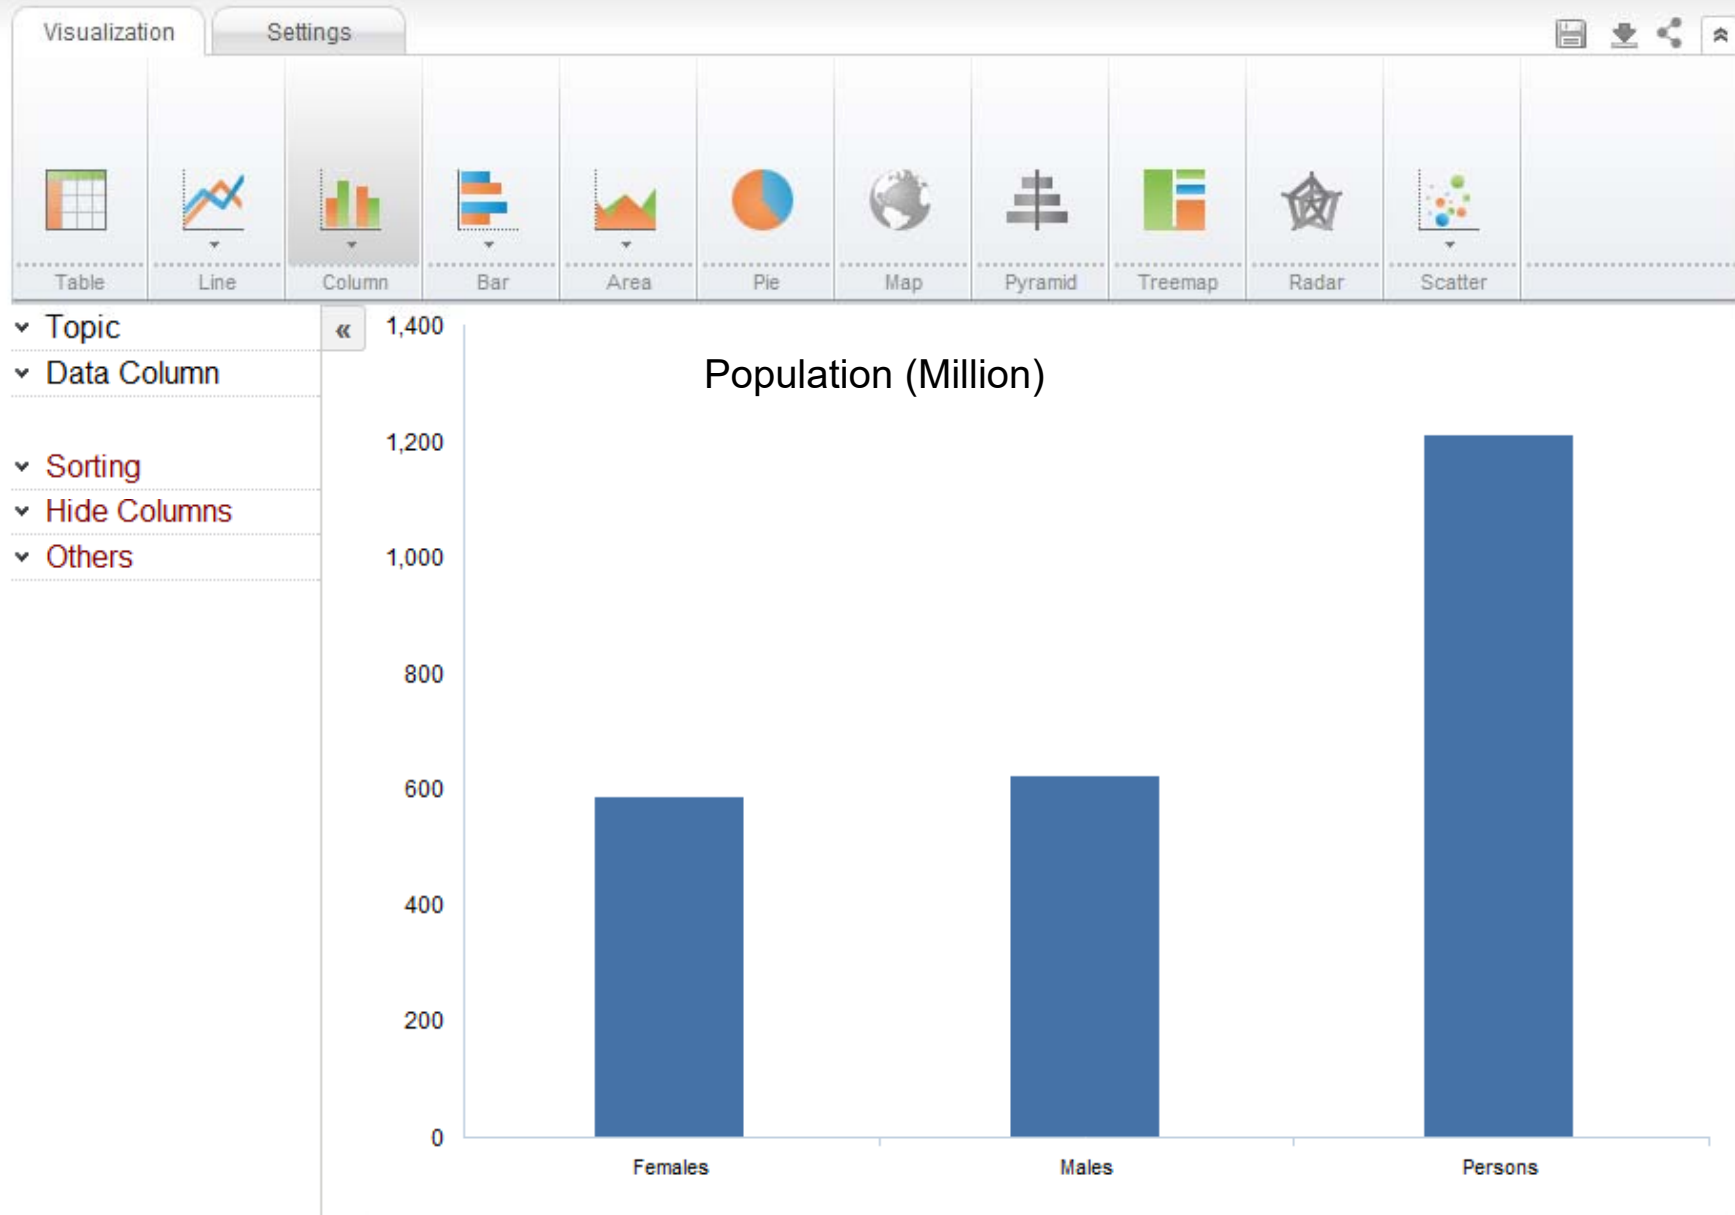 Visualization
Settings
Table
Line
Column
Bar
Area
Pie
Map
Pyramid
Treemap
Radar
Scatter
Topic
Data Column
Sorting
Hide Columns
Others
«
Population (Million)
1,400
1,200
1,000
800
600
400
200
0
Females
Males
Persons